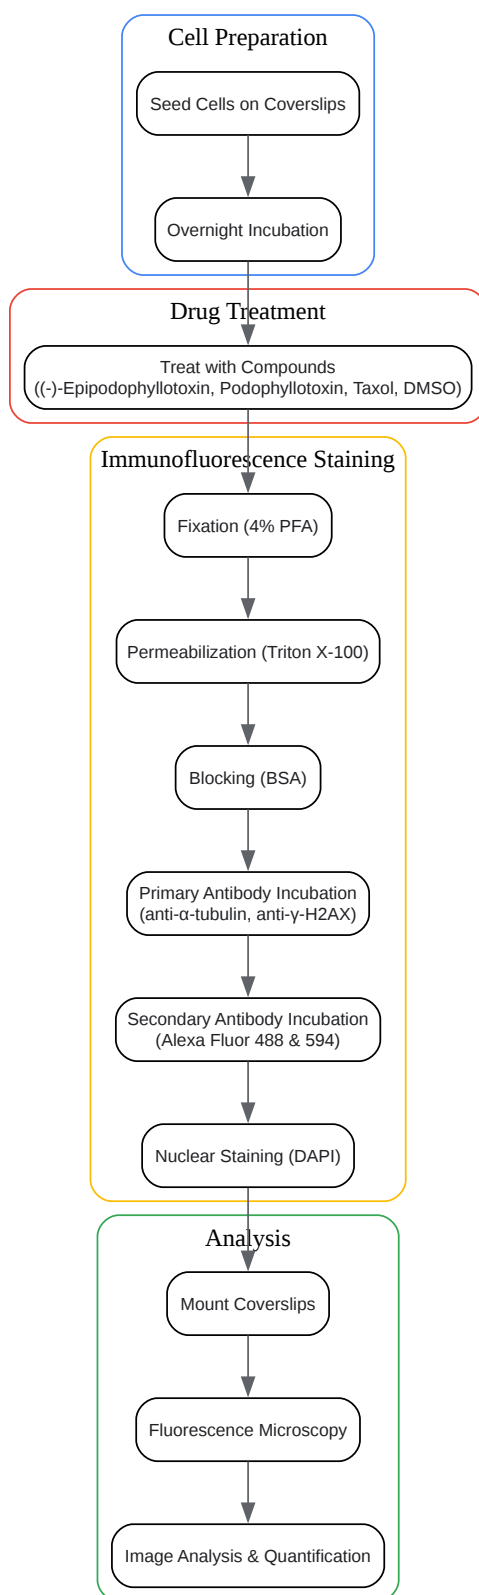 Cell Preparation
Seed Cells on Coverslips
Overnight Incubation
Drug Treatment
Treat with Compounds
((-)-Epipodophyllotoxin, Podophyllotoxin, Taxol, DMSO)
Immunofluorescence Staining
Fixation (4% PFA)
Permeabilization (Triton X-100)
Blocking (BSA)
Primary Antibody Incubation
(anti-α-tubulin, anti-γ-H2AX)
Secondary Antibody Incubation
(Alexa Fluor 488 & 594)
Nuclear Staining (DAPI)
Analysis
Mount Coverslips
Fluorescence Microscopy
Image Analysis & Quantification